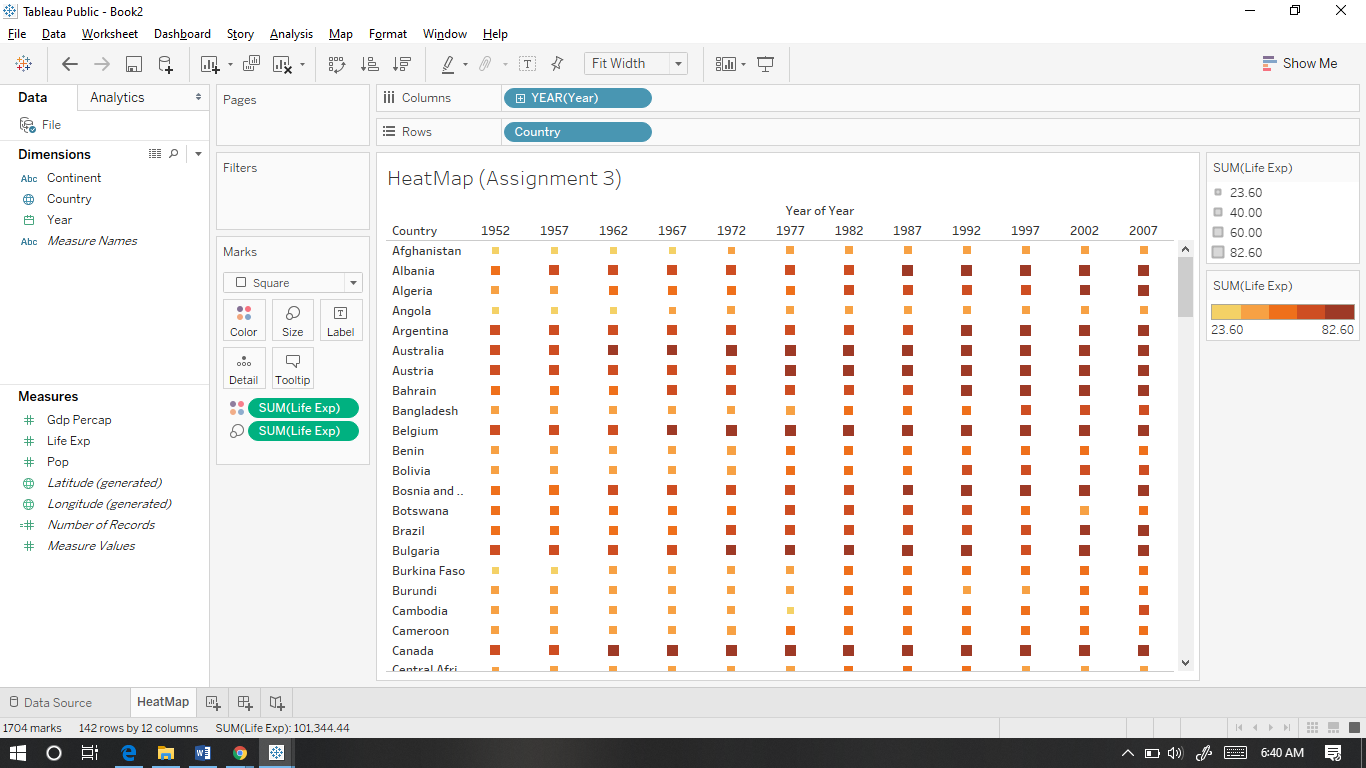 Tableau Public - Book2
File Data Worksheet Dashboard Story Analysis Map Format Window Help
Fit Width
Show Me
Data Analytics
File
Dimensions
Abc Continent
Country
Year
Abc Measure Names
Measures
Gdp Percap
Life Exp
Pop
Latitude (generated)
Longitude (generated)
Number of Records
Measure Values
Pages
Filters
Marks
Square
Color Size Label
Detail Tooltip
SUM(Life Exp)
SUM(Life Exp)
Columns YEAR(Year)
Rows Country
HeatMap (Assignment 3)
Year of Year
Country 1952 1957 1962 1967 1972 1977 1982 1987 1992 1997 2002 2007
Afghanistan
Albania
Algeria
Angola
Argentina
Australia
Austria
Bahrain
Bangladesh
Belgium
Benin
Bolivia
Bosnia and ..
Botswana
Brazil
Bulgaria
Burkina Faso
Burundi
Cambodia
Cameroon
Canada
Central Afri..
SUM(Life Exp)
23.60
40.00
60.00
82.60
SUM(Life Exp)
23.60 82.60
Data Source HeatMap
1704 marks 142 rows by 12 columns SUM(Life Exp): 101,344.44
6:40 AM